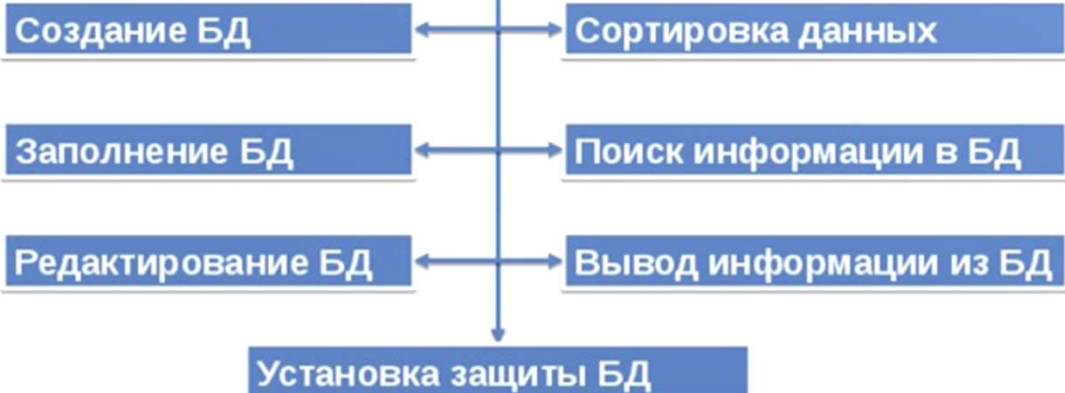 Создание БД
Сортировка данных
Заполнение БД
Поиск информации в БД
Редактирование БД
Вывод информации из БД
Установка защиты БД